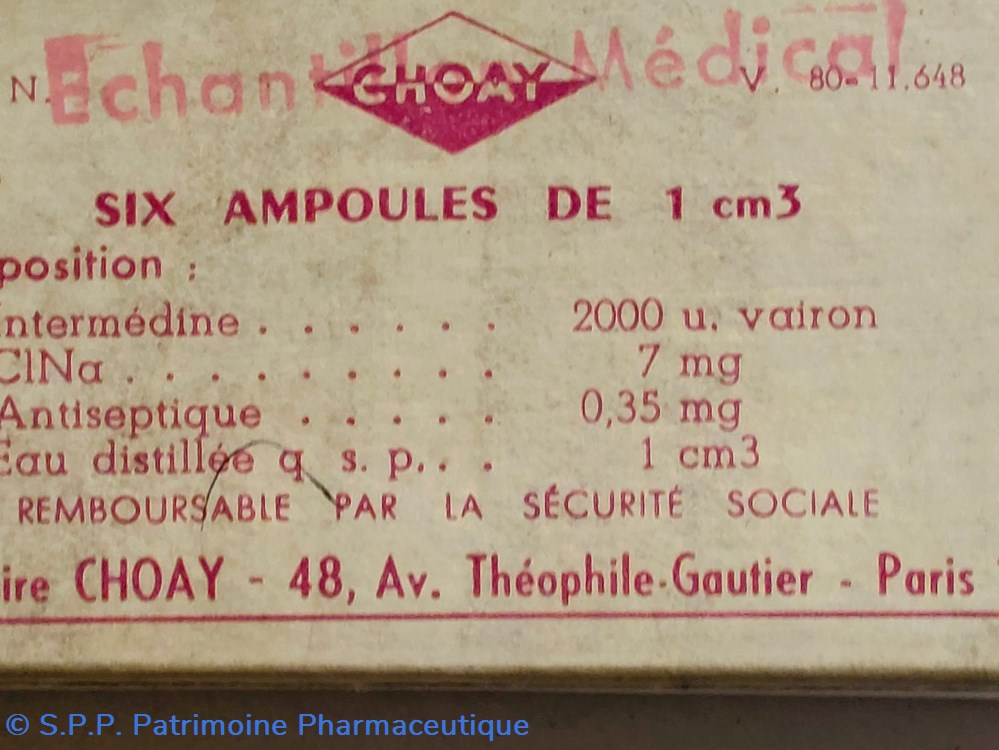 Echantillon Médical
N. CHOAY V. 80-11.648
SIX AMPOULES DE 1 cm3
position :
ntermédine . . . . . . 2000 u. vairon
ClNa . . . . . . . . . 7 mg
Antiseptique . . . . . 0,35 mg
Eau distillée q. s. p. . . 1 cm3
REMBOURSABLE PAR LA SÉCURITÉ SOCIALE
ire CHOAY - 48, Av. Théophile-Gautier - Paris
© S.P.P. Patrimoine Pharmaceutique